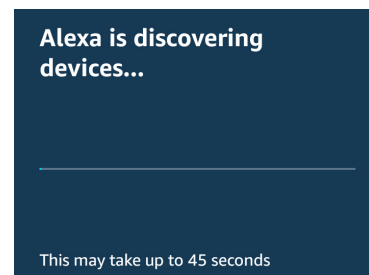 Alexa is discovering
devices...
This may take up to 45 seconds